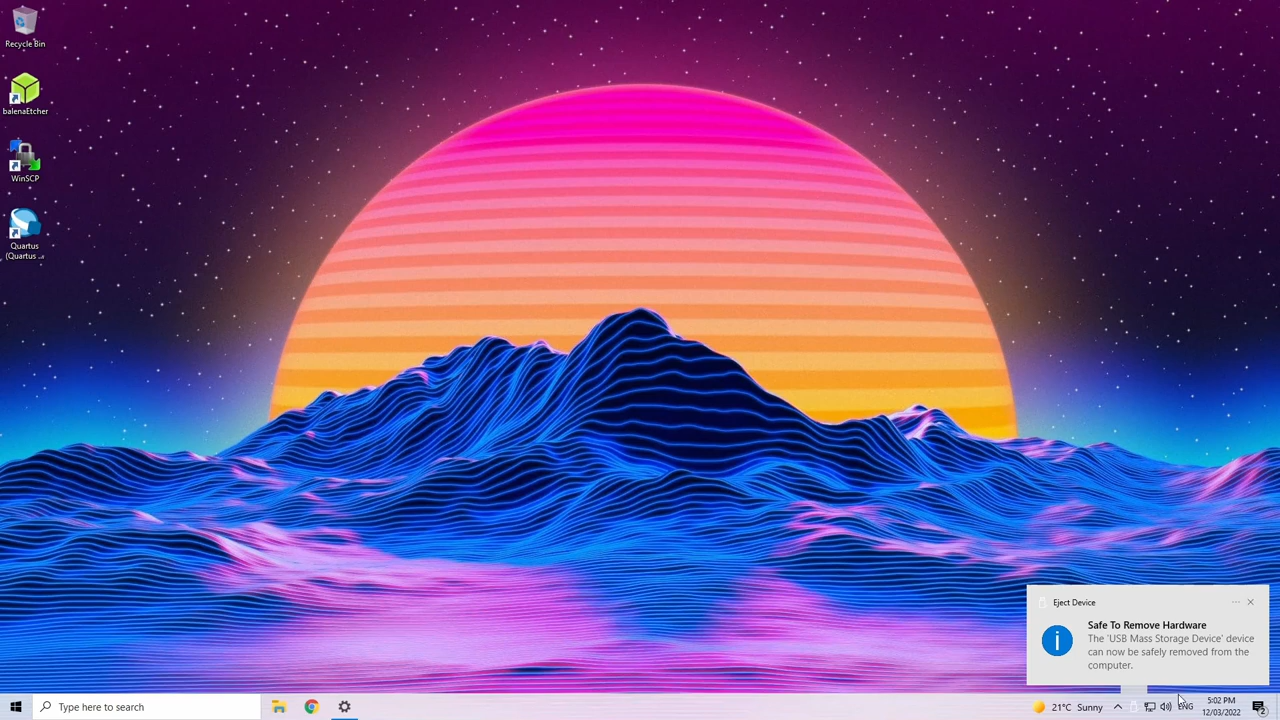 Recycle Bin
balenaEtcher
WinSCP
Quartus
(Quartus ...
Eject Device
Safe To Remove Hardware
The 'USB Mass Storage Device' device
can now be safely removed from the
computer.
Type here to search
21°C Sunny
ENG
5:02 PM
12/03/2022
2